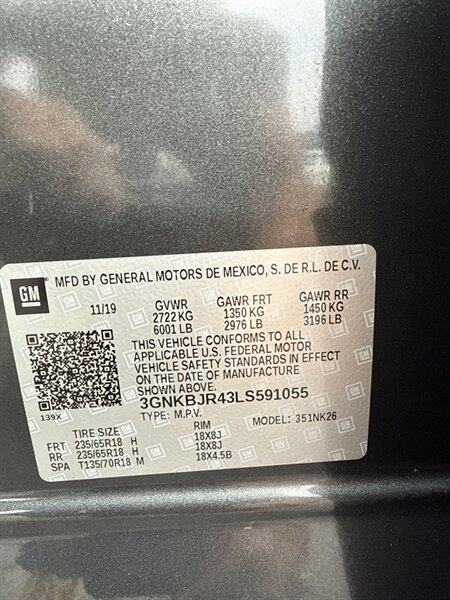 GM MFD BY GENERAL MOTORS DE MEXICO, S. DE R.L. DE C.V.
11/19 GVWR GAWR FRT GAWR RR
2722 KG 1350 KG 1450 KG
6001 LB 2976 LB 3196 LB
THIS VEHICLE CONFORMS TO ALL
APPLICABLE U.S. FEDERAL MOTOR
VEHICLE SAFETY STANDARDS IN EFFECT
ON THE DATE OF MANUFACTURE
SHOWN ABOVE.
3GNKBJR43LS591055
139X TYPE: M.P.V. MODEL: 351NK26
TIRE SIZE RIM
FRT 235/65R18 H 18X8J
RR 235/65R18 H 18X8J
SPA T135/70R18 M 18X4.5B